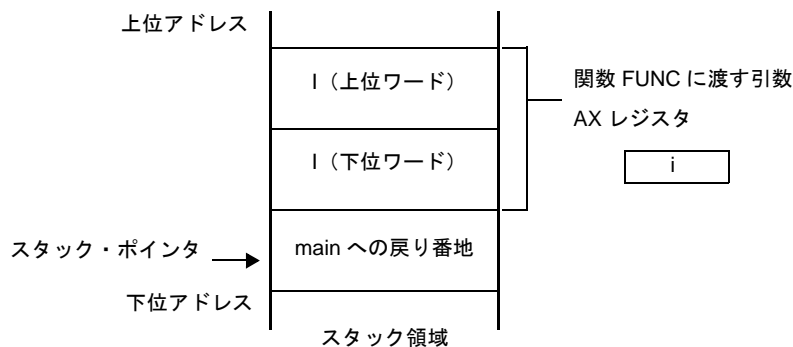 上位アドレス
l（上位ワード）
関数 FUNC に渡す引数
AX レジスタ
l（下位ワード）
i
スタック・ポインタ
main への戻り番地
下位アドレス
スタック領域